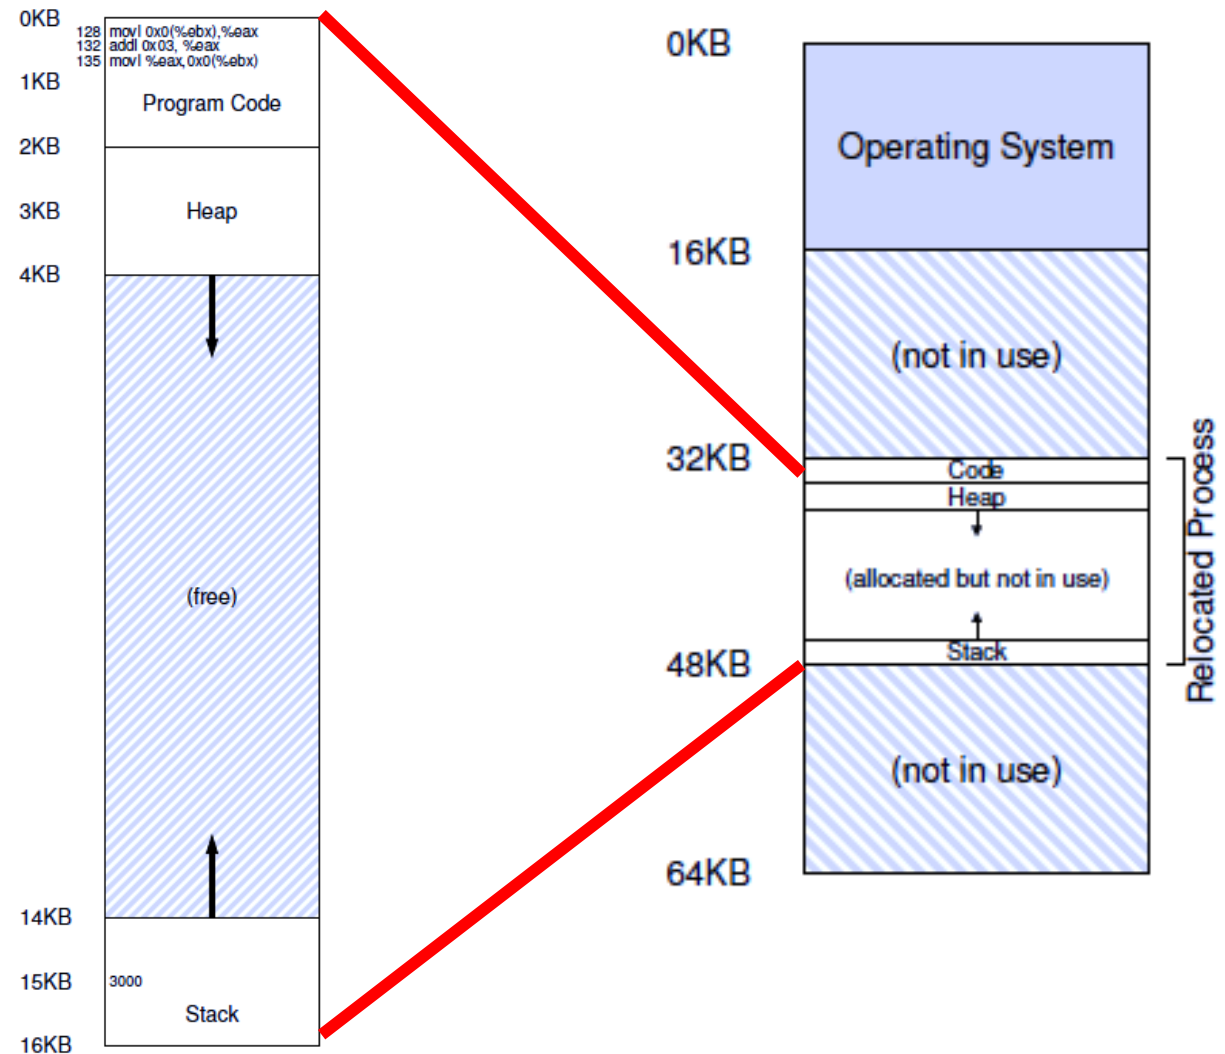 0KB
128 movl 0x0(%ebx),%eax
132 addl 0x03, %eax
135 movl %eax,0x0(%ebx)
1KB
Program Code
2KB
3KB
Heap
4KB
(free)
14KB
15KB
3000
Stack
16KB
0KB
Operating System
16KB
(not in use)
32KB
Code
Heap
(allocated but not in use)
Stack
48KB
(not in use)
64KB
Relocated Process